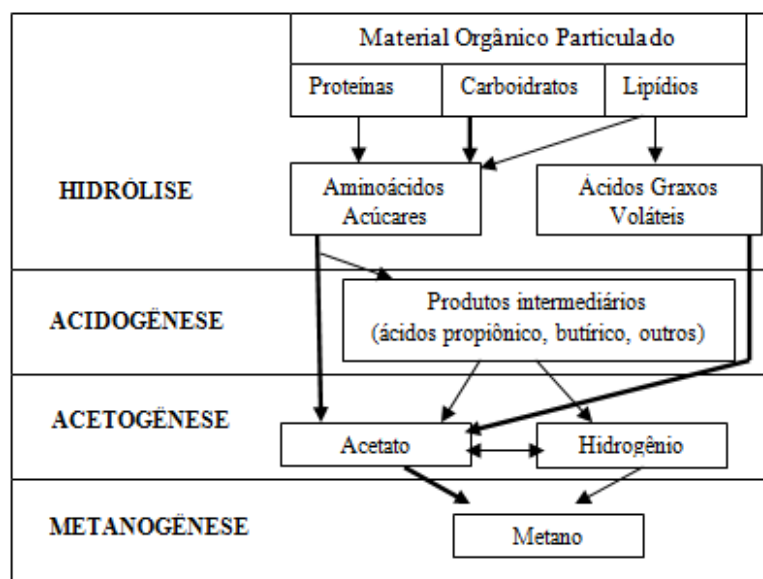 Material Orgânico Particulado
Proteínas
Carboidratos
Lipídios
HIDRÓLISE
Aminoácidos
Acúcares
Ácidos Graxos
Voláteis
ACIDOGÊNESE
Produtos intermediários
(ácidos propiônico, butírico, outros)
ACETOGÊNESE
Acetato
Hidrogênio
METANOGÊNESE
Metano